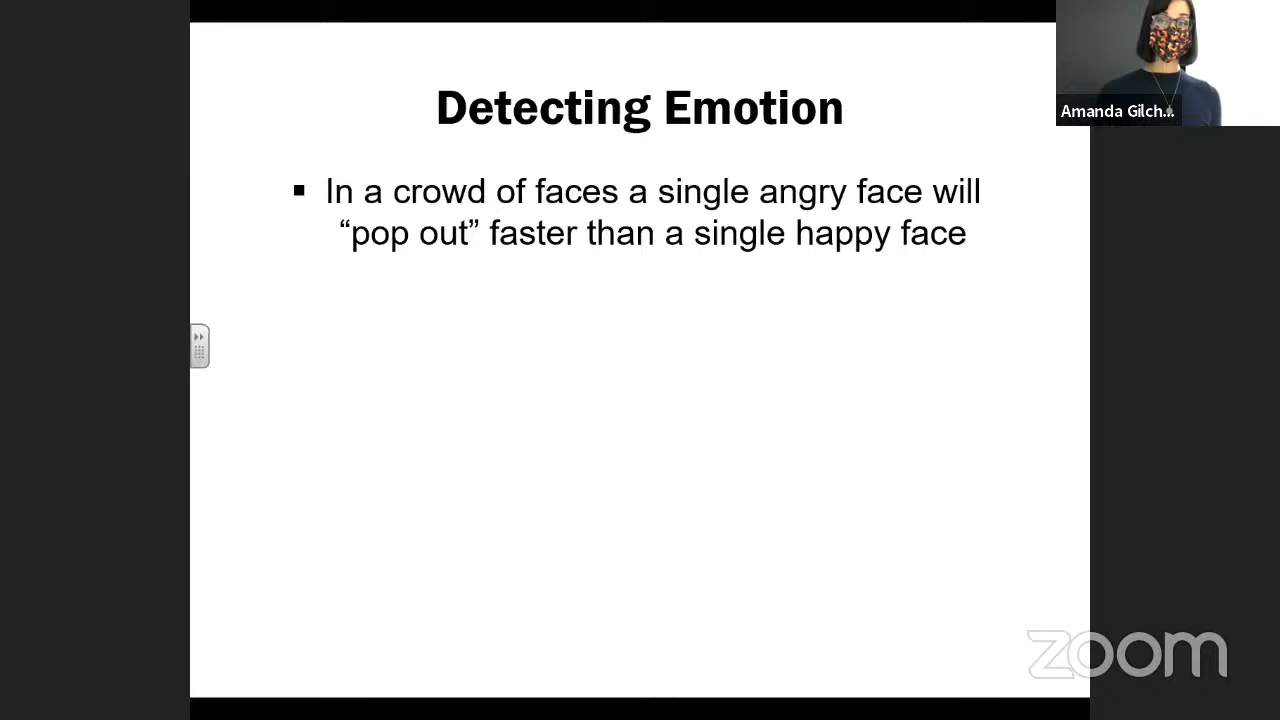 Detecting Emotion
Amanda Gilch...
▪ In a crowd of faces a single angry face will
“pop out” faster than a single happy face
zoom